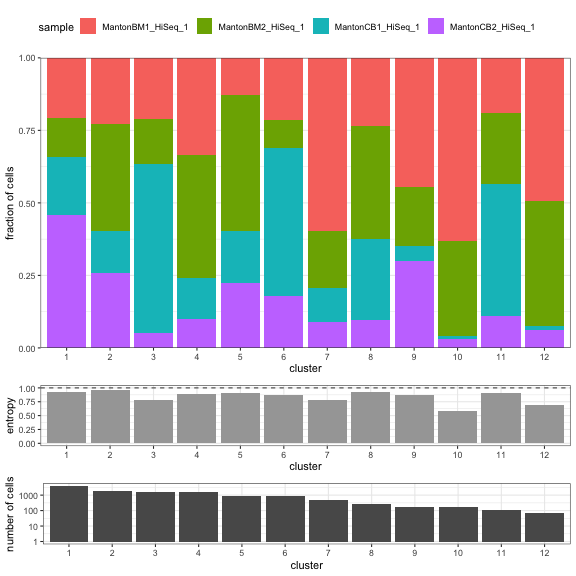 sample MantonBM1_HiSeq_1 MantonBM2_HiSeq_1 MantonCB1_HiSeq_1 MantonCB2_HiSeq_1
fraction of cells
1.00
0.75
0.50
0.25
0.00
1 2 3 4 5 6 7 8 9 10 11 12
cluster
entropy
1.00
0.75
0.50
0.25
0.00
1 2 3 4 5 6 7 8 9 10 11 12
cluster
number of cells
1000
100
10
1
1 2 3 4 5 6 7 8 9 10 11 12
cluster